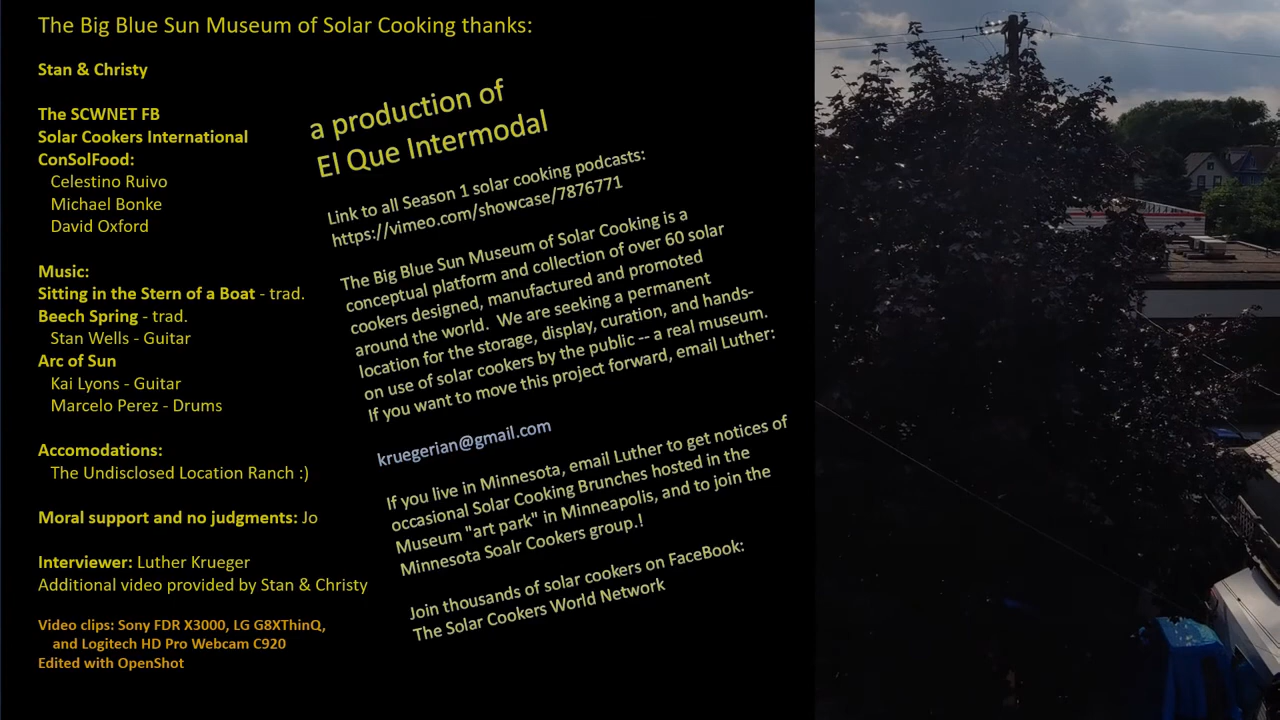 The Big Blue Sun Museum of Solar Cooking thanks:
Stan & Christy
The SCWNET FB
Solar Cookers International
ConSolFood:
Celestino Ruivo
Michael Bonke
David Oxford
Music:
Sitting in the Stern of a Boat - trad.
Beech Spring - trad.
Stan Wells - Guitar
Arc of Sun
Kai Lyons - Guitar
Marcelo Perez - Drums
Accomodations:
The Undisclosed Location Ranch :)
Moral support and no judgments: Jo
Interviewer: Luther Krueger
Additional video provided by Stan & Christy
Video clips: Sony FDR X3000, LG G8XThinQ,
and Logitech HD Pro Webcam C920
Edited with OpenShot
a production of
El Que Intermodal
Link to all Season 1 solar cooking podcasts:
https://vimeo.com/showcase/7876771
The Big Blue Sun Museum of Solar Cooking is a
conceptual platform and collection of over 60 solar
cookers designed, manufactured and promoted
around the world. We are seeking a permanent
location for the storage, display, curation, and hands-
on use of solar cookers by the public -- a real museum.
If you want to move this project forward, email Luther:
kruegerian@gmail.com
If you live in Minnesota, email Luther to get notices of
occasional Solar Cooking Brunches hosted in the
Museum "art park" in Minneapolis, and to join the
Minnesota Soalr Cookers group.!
Join thousands of solar cookers on FaceBook:
The Solar Cookers World Network